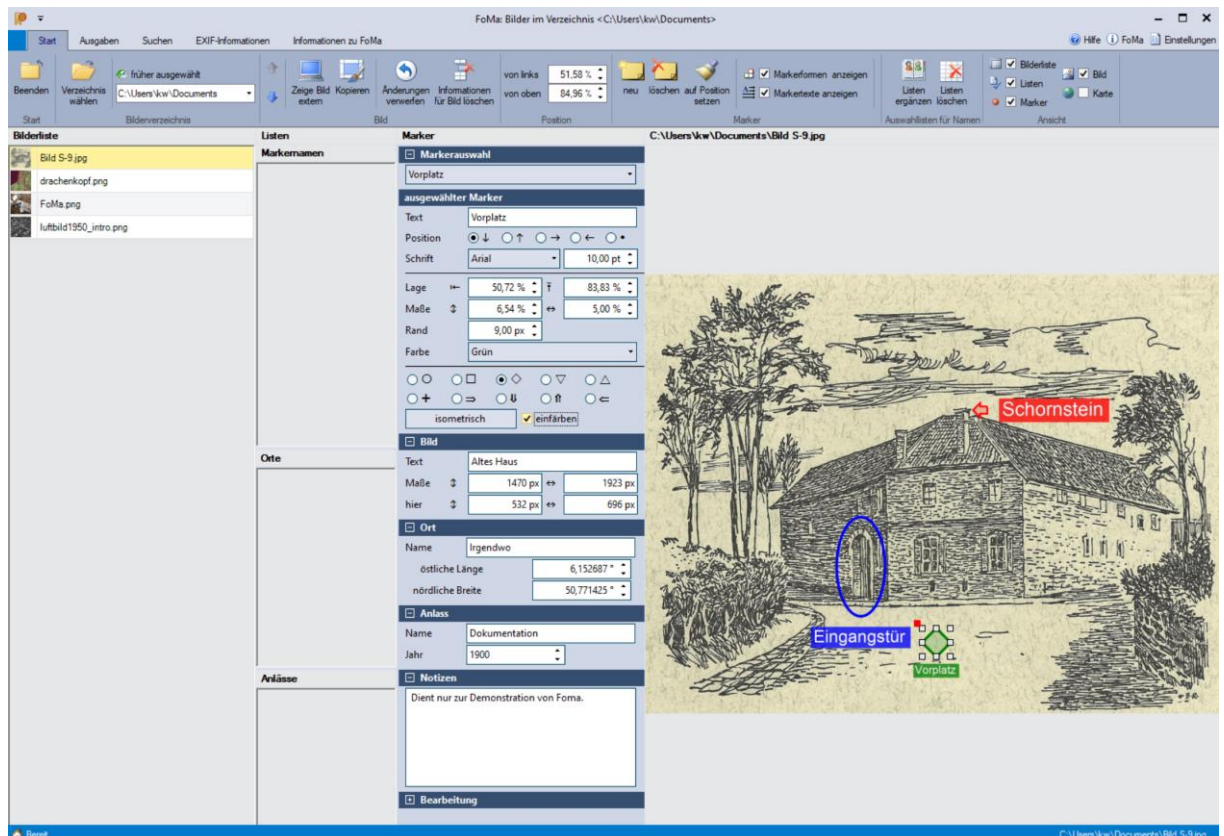 FoMa: Bilder im Verzeichnis <C:\Users\kw\Documents>
Start Ausgaben Suchen EXIF-Informationen Informationen zu FoMa Hilfe FoMa Einstellungen
Beenden
Verzeichnis wählen
früher ausgewählt
C:\Users\kw\Documents
Zeige Bild extern
Kopieren
Änderungen verwerfen
Informationen für Bild löschen
von links 51,58 %
von oben 84,96 %
neu
löschen
auf Position setzen
Markerformen anzeigen
Markertexte anzeigen
Listen ergänzen
Listen löschen
Bilderliste
Listen
Marker
Bild
Karte
Start Bilderverzeichnis Bild Position Marker Auswahllisten für Namen Ansicht
Bilderliste
Bild S-9.jpg
drachenkopf.png
FoMa.png
luftbild1950_intro.png
Listen
Markernamen
Orte
Anlässe
Marker
Markerauswahl
Vorplatz
ausgewählter Marker
Text Vorplatz
Position
Schrift Arial 10,00 pt
Lage 50,72 % 83,83 %
Maße 6,54 % 5,00 %
Rand 9,00 px
Farbe Grün
isometrisch einfärben
Bild
Text Altes Haus
Maße 1470 px 1923 px
hier 532 px 696 px
Ort
Name Irgendwo
östliche Länge 6,152687 °
nördliche Breite 50,771425 °
Anlass
Name Dokumentation
Jahr 1900
Notizen
Dient nur zur Demonstration von Foma.
Bearbeitung
C:\Users\kw\Documents\Bild S-9.jpg
Schornstein
Eingangstür
Vorplatz
Bereit C:\Users\kw\Documents\Bild S-9.jpg